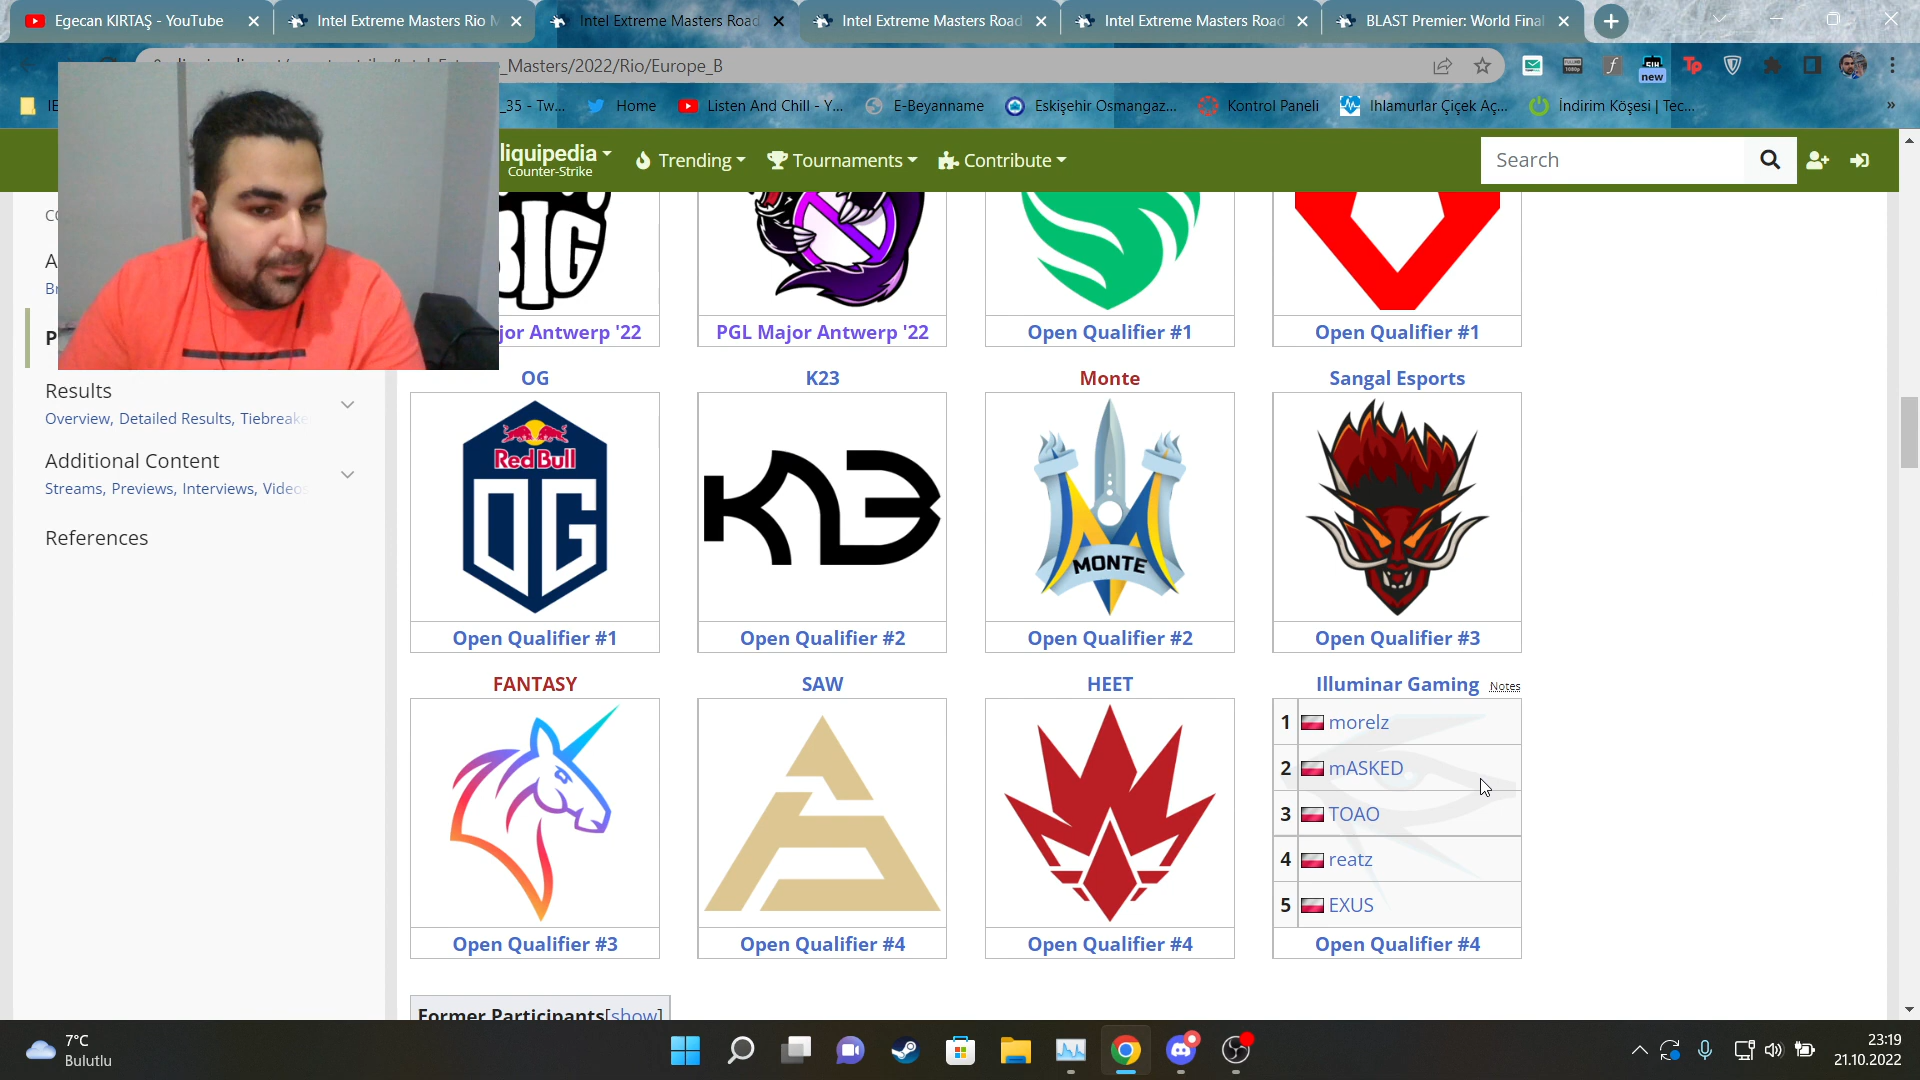 Egecan KIRTAŞ - YouTube
Intel Extreme Masters Rio M
Intel Extreme Masters Road
Intel Extreme Masters Road
Intel Extreme Masters Road
BLAST Premier: World Final
_Masters/2022/Rio/Europe_B
new
_35 - Tw...
Home
Listen And Chill - Y...
E-Beyanname
Eskişehir Osmangaz...
Kontrol Paneli
Ihlamurlar Çiçek Aç...
İndirim Köşesi | Tec...
»
liquipedia
Counter-Strike
Trending
Tournaments
Contribute
Search
BIG
jor Antwerp '22
PGL Major Antwerp '22
Open Qualifier #1
Open Qualifier #1
Results
Overview, Detailed Results, Tiebreake
Additional Content
Streams, Previews, Interviews, Videos
References
OG
K23
Monte
Sangal Esports
Red Bull
OG
K23
MONTE
Open Qualifier #1
Open Qualifier #2
Open Qualifier #2
Open Qualifier #3
FANTASY
SAW
HEET
Illuminar Gaming Notes
1 morelz
2 mASKED
3 TOAO
4 reatz
5 EXUS
Open Qualifier #3
Open Qualifier #4
Open Qualifier #4
Open Qualifier #4
Former Participants[show]
7°C
Bulutlu
23:19
21.10.2022